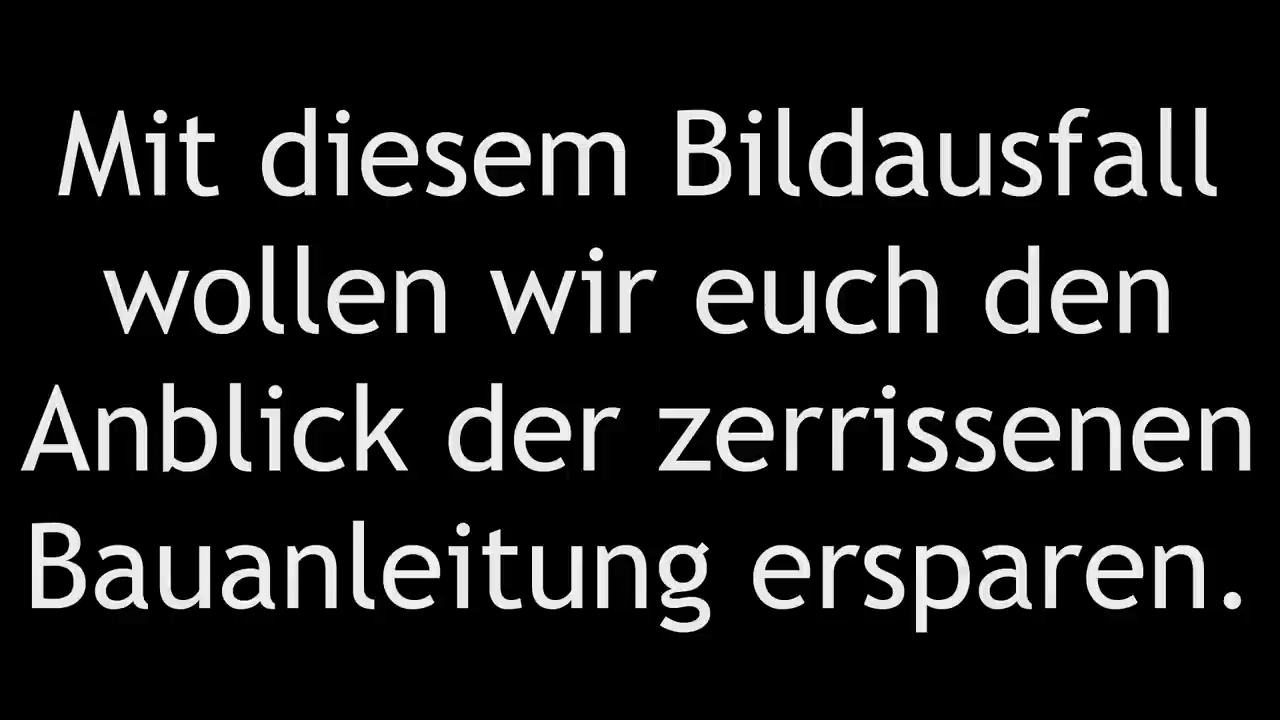 Mit diesem Bildausfall
wollen wir euch den
Anblick der zerrissenen
Bauanleitung ersparen.